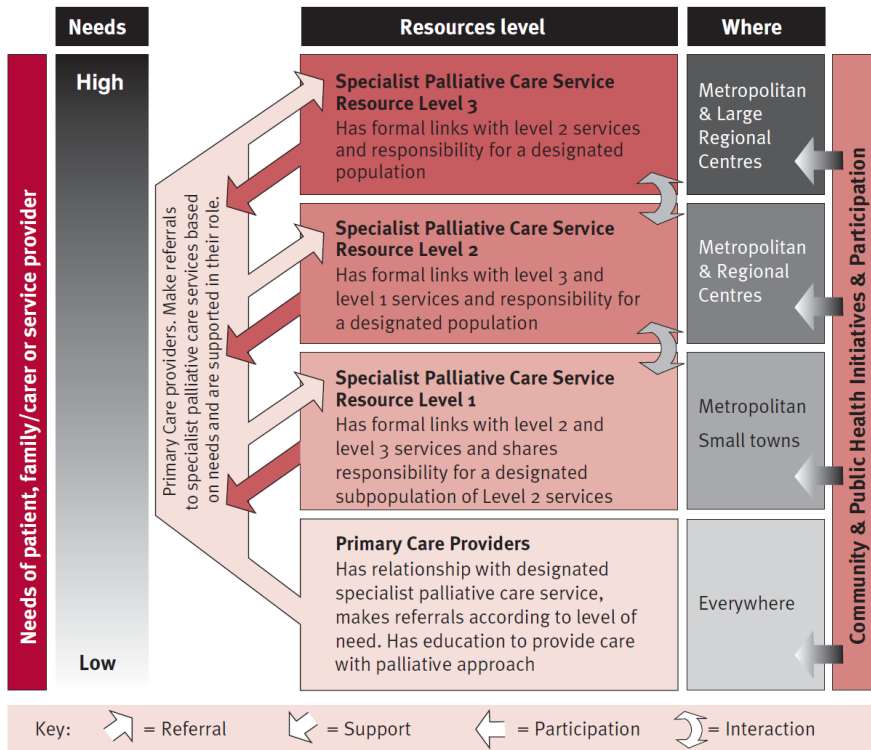 Needs
Resources level
Where
Needs of patient, family/carer or service provider
High
Low
Primary Care providers. Make referrals
to specialist palliative care services based
on needs and are supported in their role.
Specialist Palliative Care Service
Resource Level 3
Has formal links with level 2 services
and responsibility for a designated
population
Metropolitan
& Large
Regional
Centres
Specialist Palliative Care Service
Resource Level 2
Has formal links with level 3 and
level 1 services and responsibility for
a designated population
Metropolitan
& Regional
Centres
Specialist Palliative Care Service
Resource Level 1
Has formal links with level 2 and
level 3 services and shares
responsibility for a designated
subpopulation of Level 2 services
Metropolitan
Small towns
Primary Care Providers
Has relationship with designated
specialist palliative care service,
makes referrals according to level of
need. Has education to provide care
with palliative approach
Everywhere
Community & Public Health Initiatives & Participation
Key: = Referral = Support = Participation = Interaction